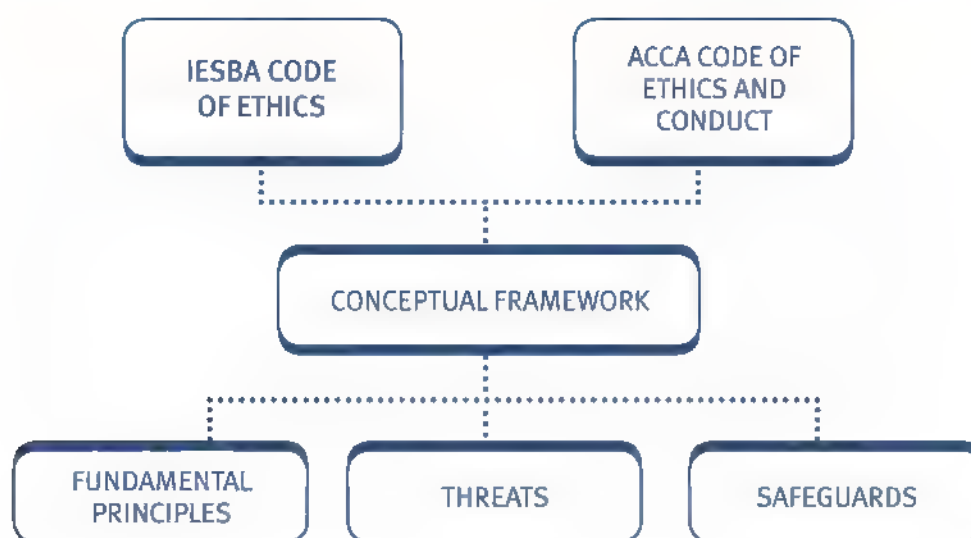 IESBA CODE
OF ETHICS
ACCA CODE OF
ETHICS AND
CONDUCT
CONCEPTUAL FRAMEWORK
FUNDAMENTAL
PRINCIPLES
THREATS
SAFEGUARDS